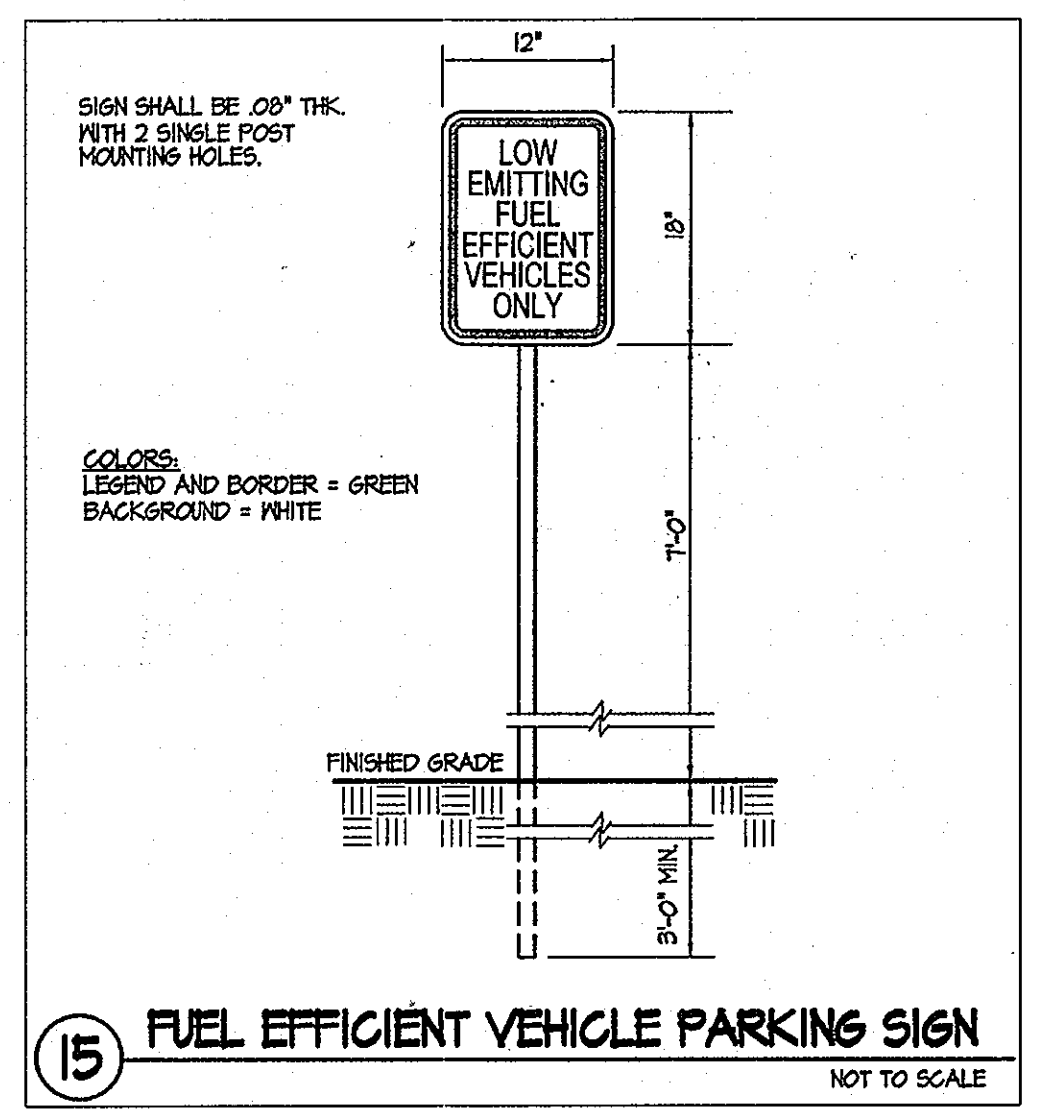 12"
SIGN SHALL BE .08" THK.
WITH 2 SINGLE POST
MOUNTING HOLES.
LOW
EMITTING
FUEL
EFFICIENT
VEHICLES
ONLY
18"
COLORS:
LEGEND AND BORDER = GREEN
BACKGROUND = WHITE
7'-0"
FINISHED GRADE
3'-0" MIN.
15
FUEL EFFICIENT VEHICLE PARKING SIGN
NOT TO SCALE